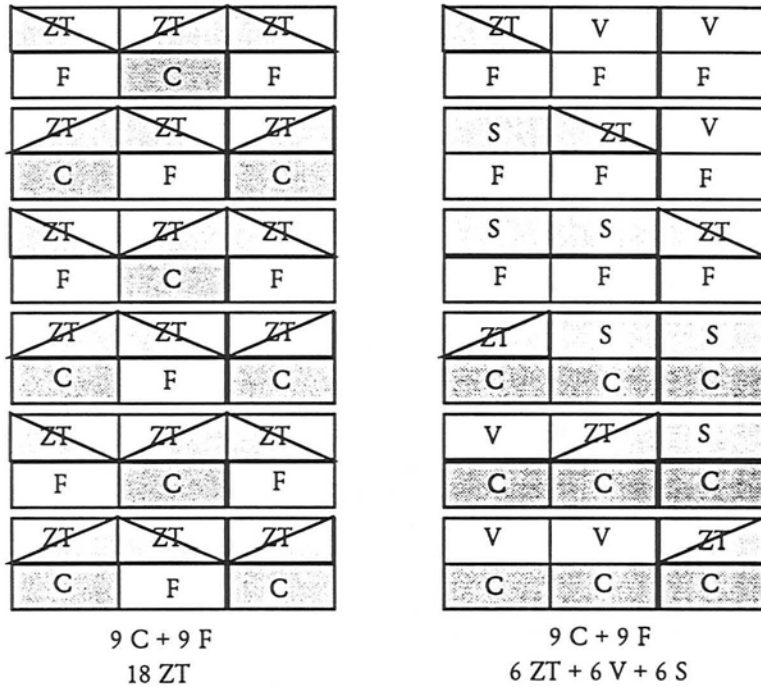 ZT ZT ZT
F C F
ZT ZT ZT
C F C
ZT ZT ZT
F C F
ZT ZT ZT
C F C
ZT ZT ZT
F C F
ZT ZT ZT
C F C
9 C + 9 F
18 ZT
ZT V V
F F F
S ZT V
F F F
S S ZT
F F F
ZT S S
C C C
V ZT S
C C C
V V ZT
C C C
9 C + 9 F
6 ZT + 6 V + 6 S